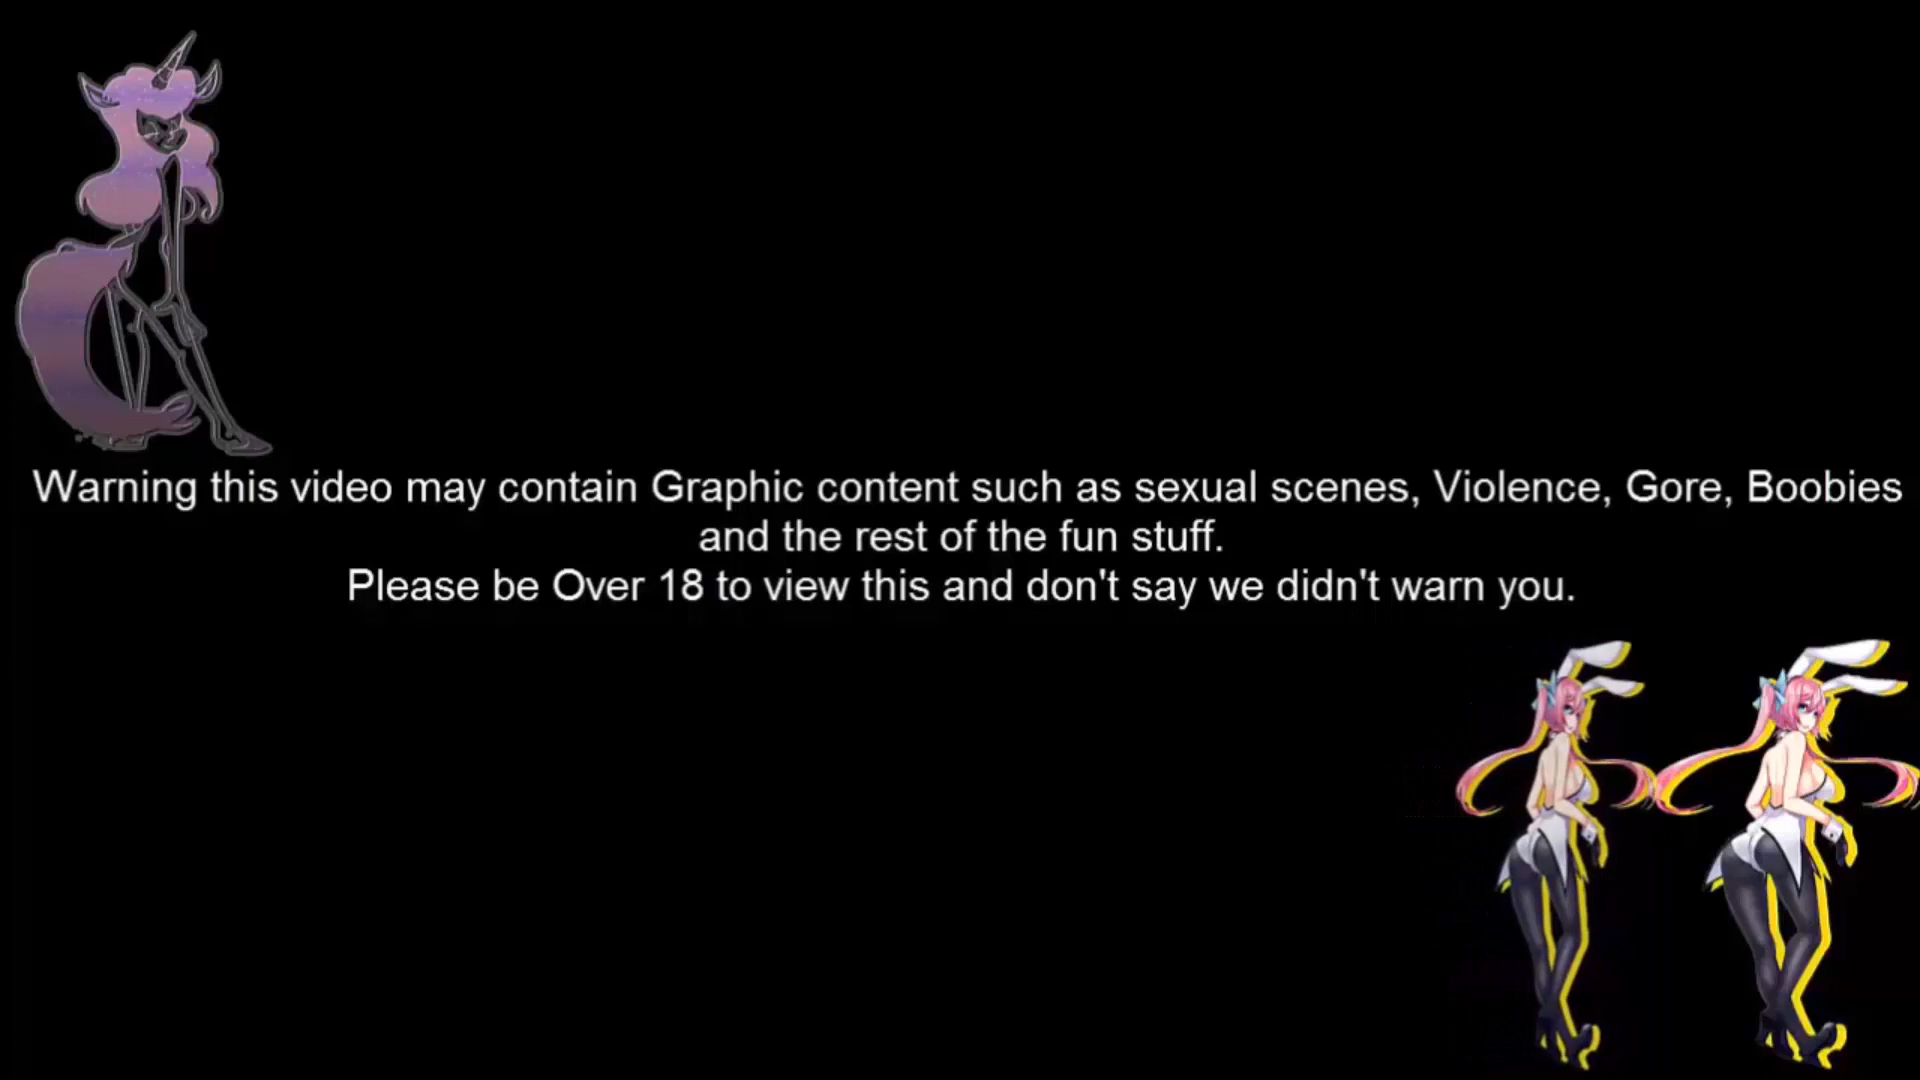 Warning this video may contain Graphic content such as sexual scenes, Violence, Gore, Boobies
and the rest of the fun stuff.
Please be Over 18 to view this and don't say we didn't warn you.